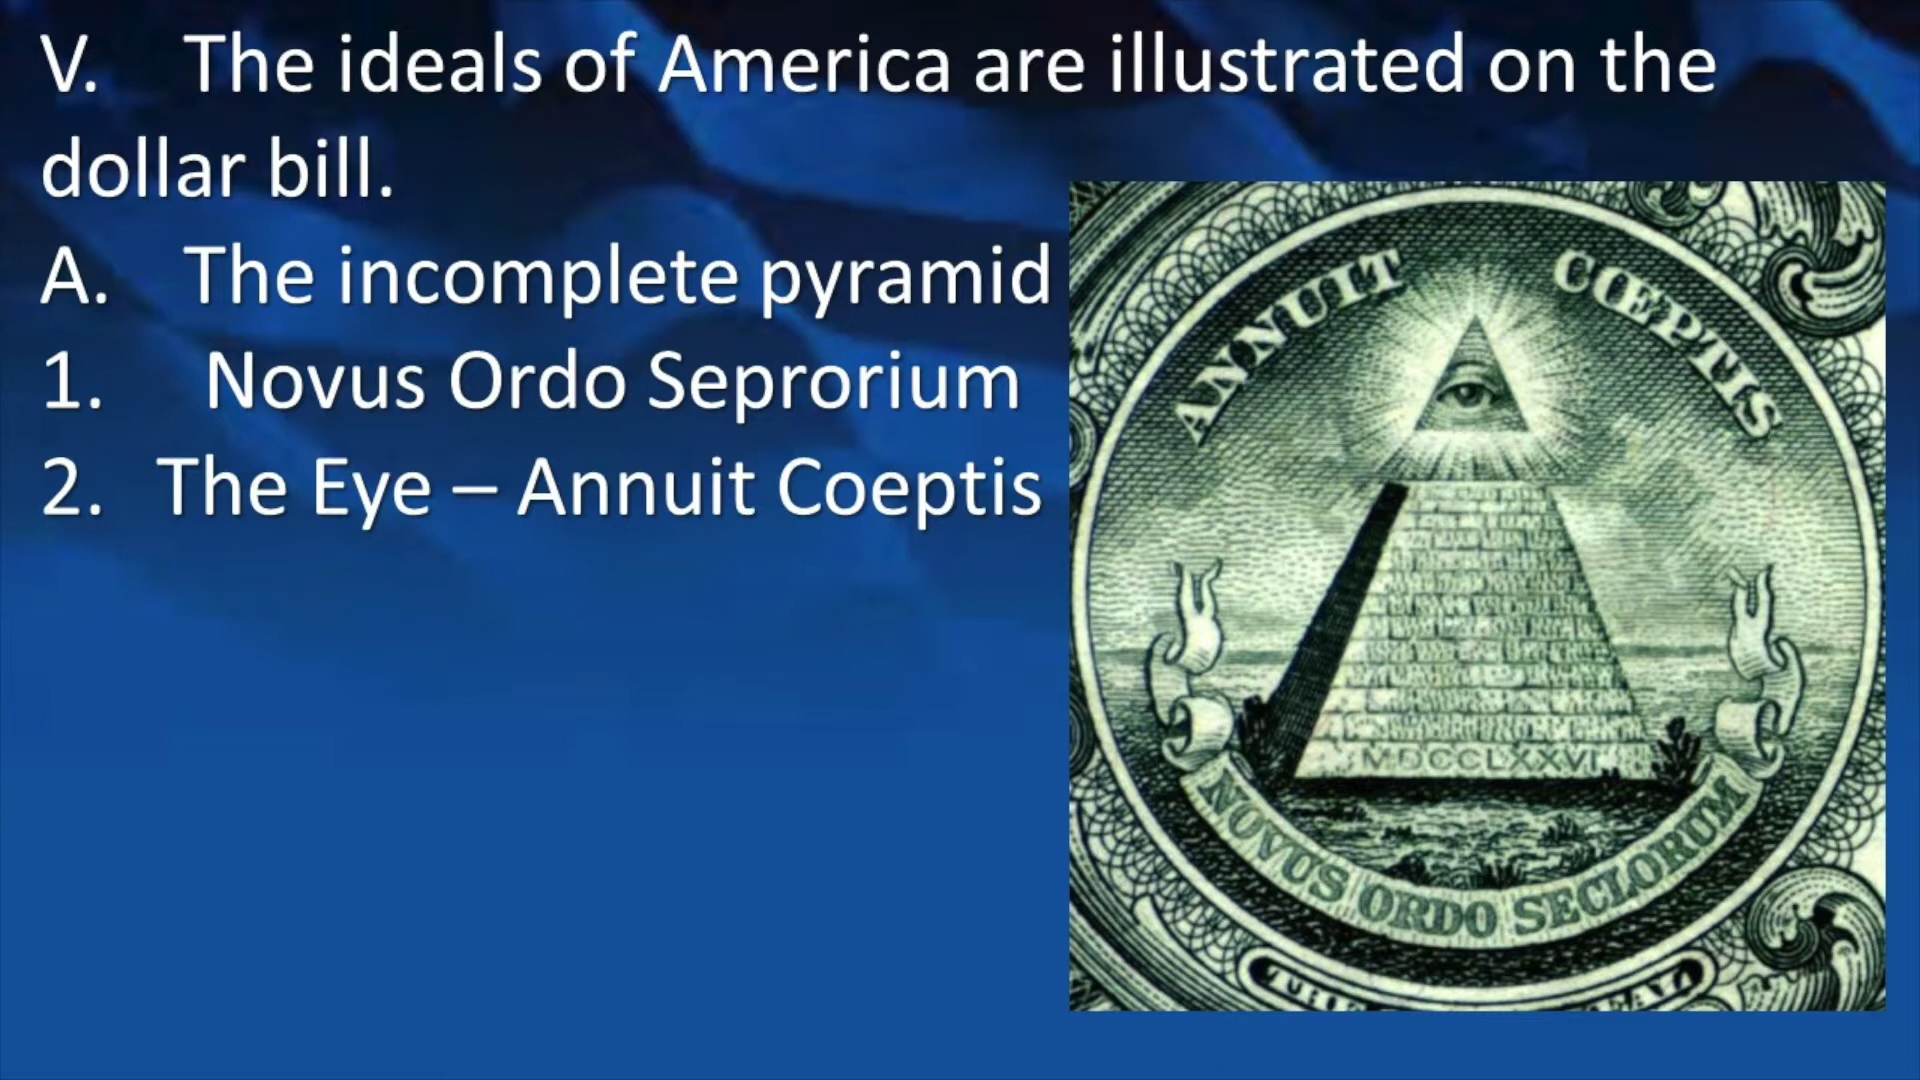 V. The ideals of America are illustrated on the
dollar bill.
A. The incomplete pyramid
1. Novus Ordo Seprorium
2. The Eye – Annuit Coeptis
ANNUIT CŒPTIS
MDCCLXXVI
NOVUS ORDO SECLORUM